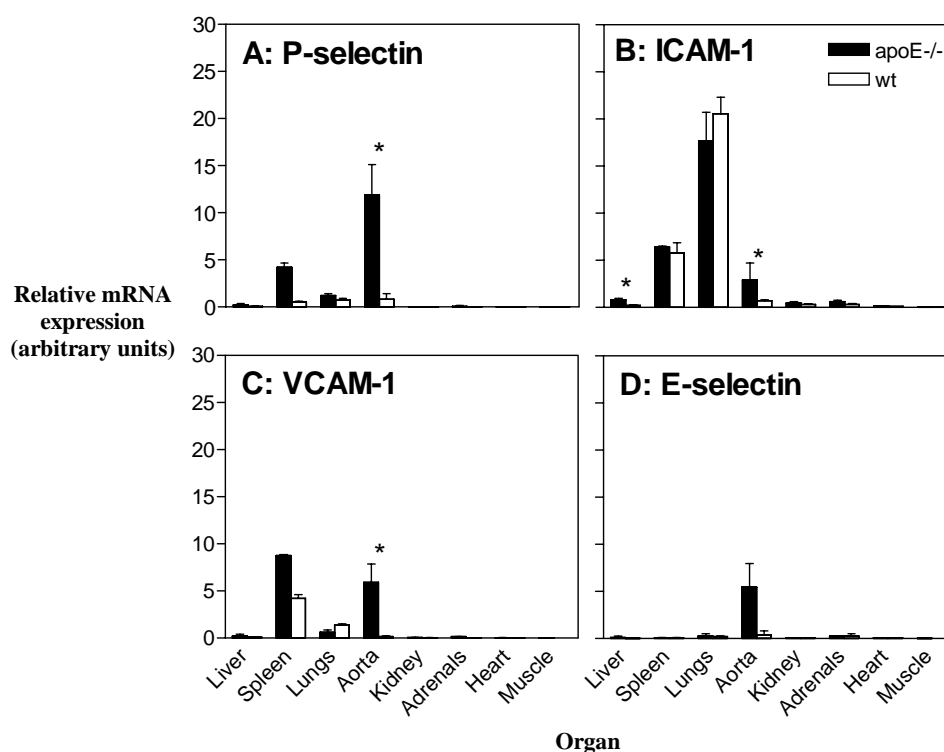 30
25
20
15
10
5
0
A: P-selectin
*
B: ICAM-1
apoE-/-
wt
*
*
Relative mRNA
expression
(arbitrary units)
30
25
20
15
10
5
0
C: VCAM-1
*
D: E-selectin
Liver
Spleen
Lungs
Aorta
Kidney
Adrenals
Heart
Muscle
Liver
Spleen
Lungs
Aorta
Kidney
Adrenals
Heart
Muscle
Organ